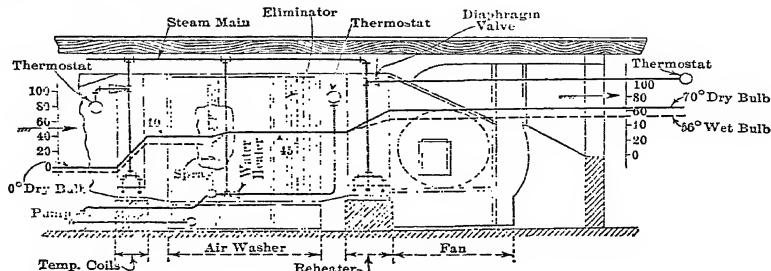 Steam Main
Eliminator
Thermostat
Diaphragm
Valve
Thermostat
Thermostat
100
80
60
40
20
0
100
80
60
40
20
0
70° Dry Bulb
56° Wet Bulb
0° Dry Bulb
45
Spray
Water
Heater
Pump
Air Washer
Fan
Temp. Coils
Reheater